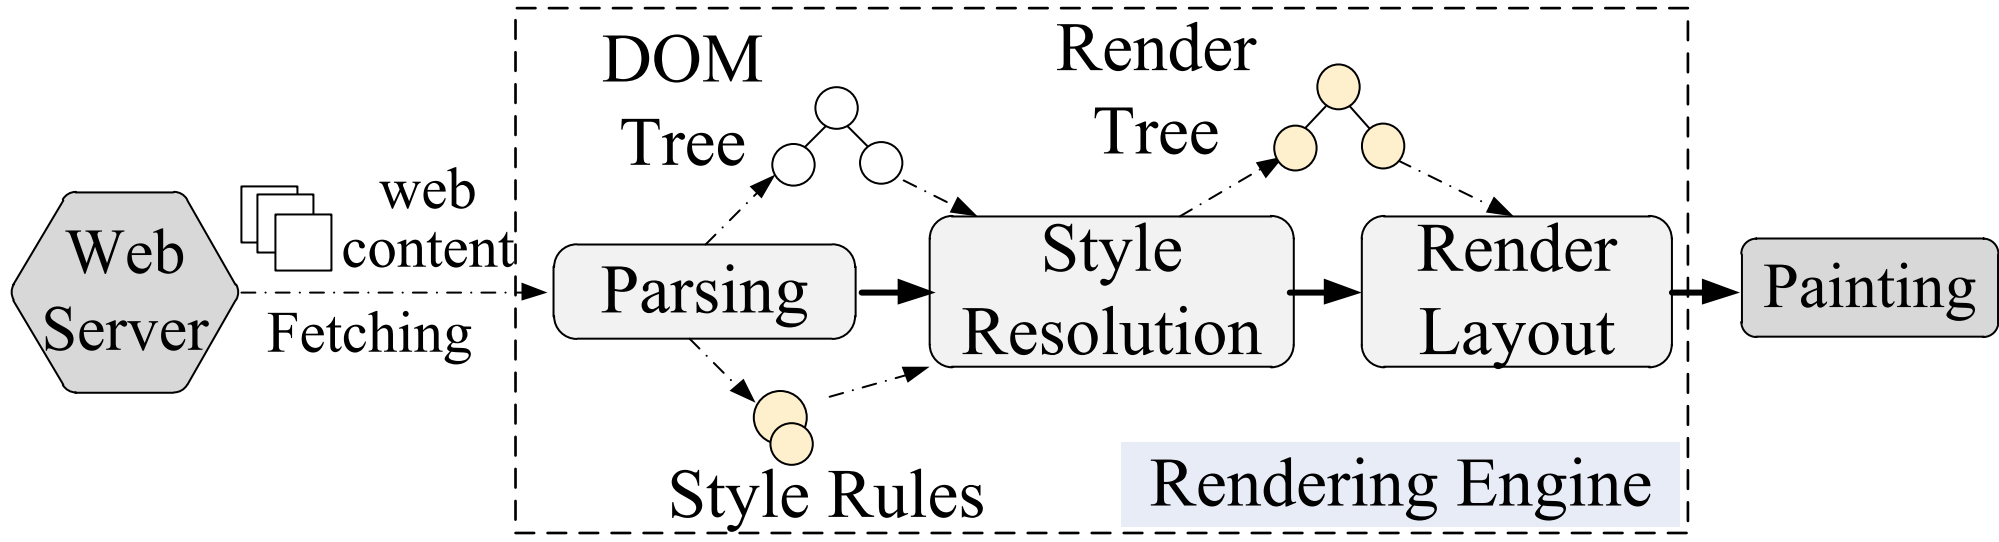 Web
Server
web
content
Fetching
DOM
Tree
Parsing
Style Rules
Style
Resolution
Render
Tree
Render
Layout
Rendering Engine
Painting